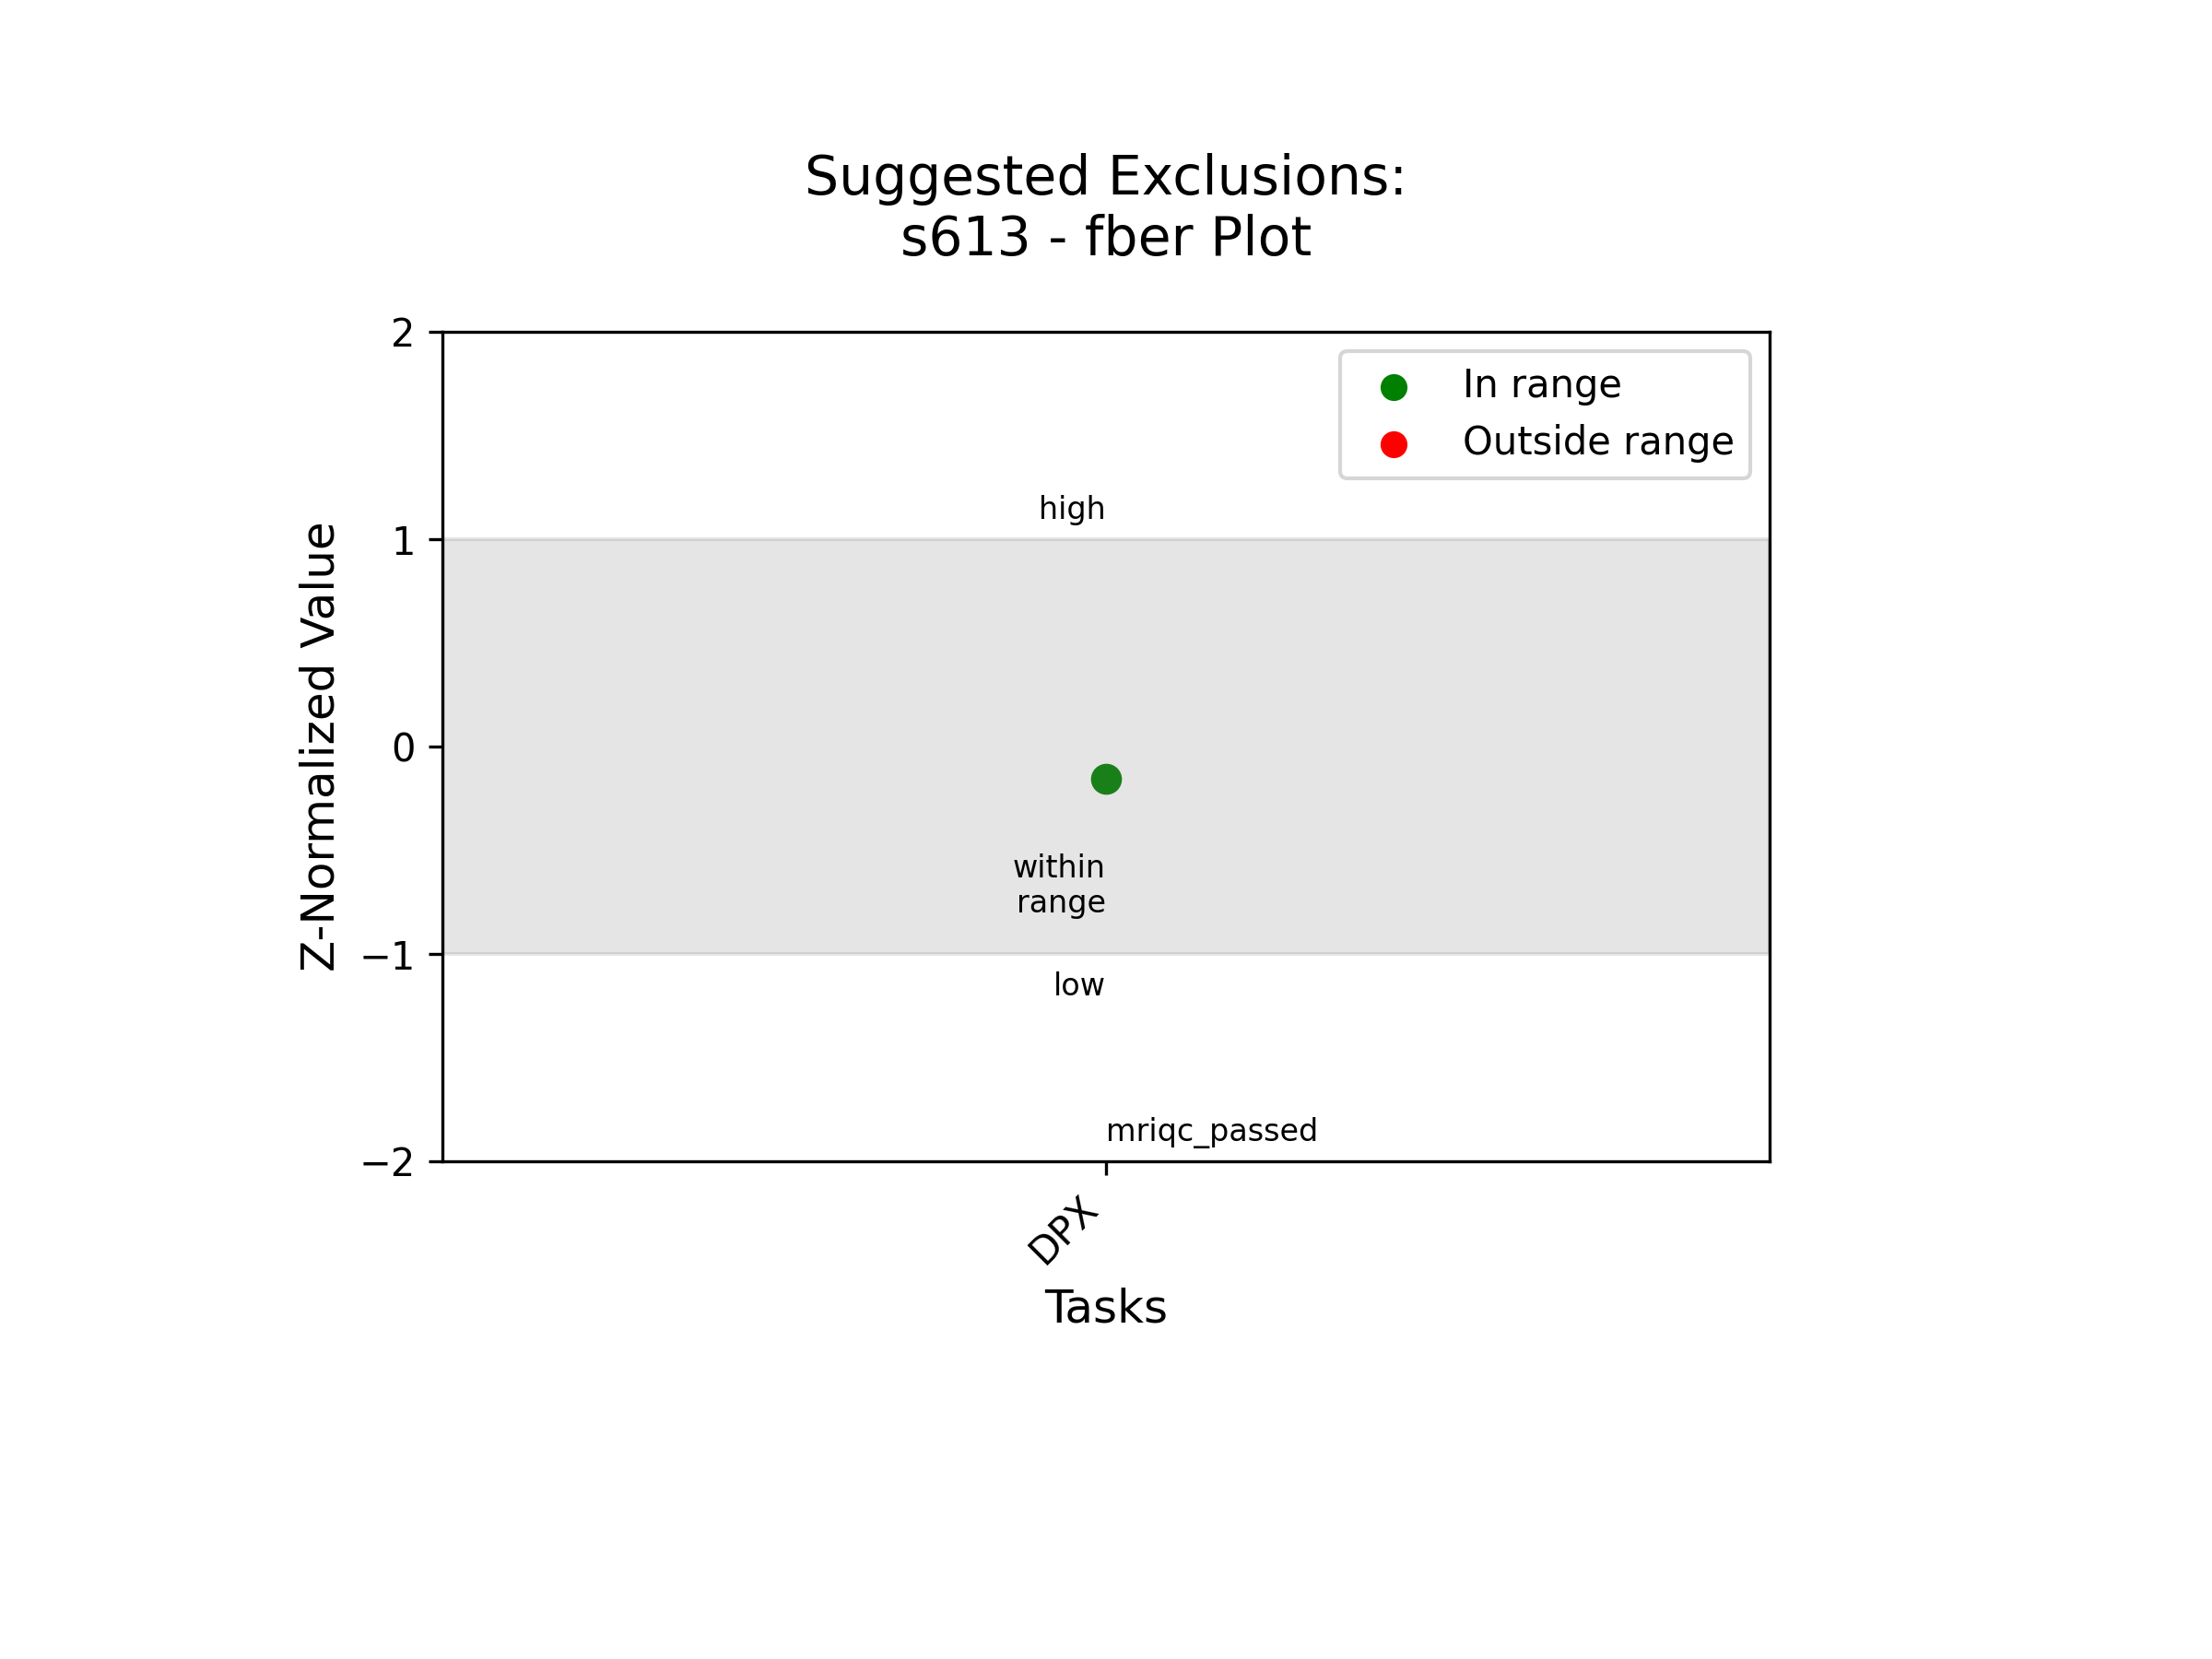 Suggested Exclusions:
s613 - fber Plot
2
In range
Outside range
high
1
Z-Normalized Value
0
within
range
−1
low
mriqc_passed
−2
DPX
Tasks